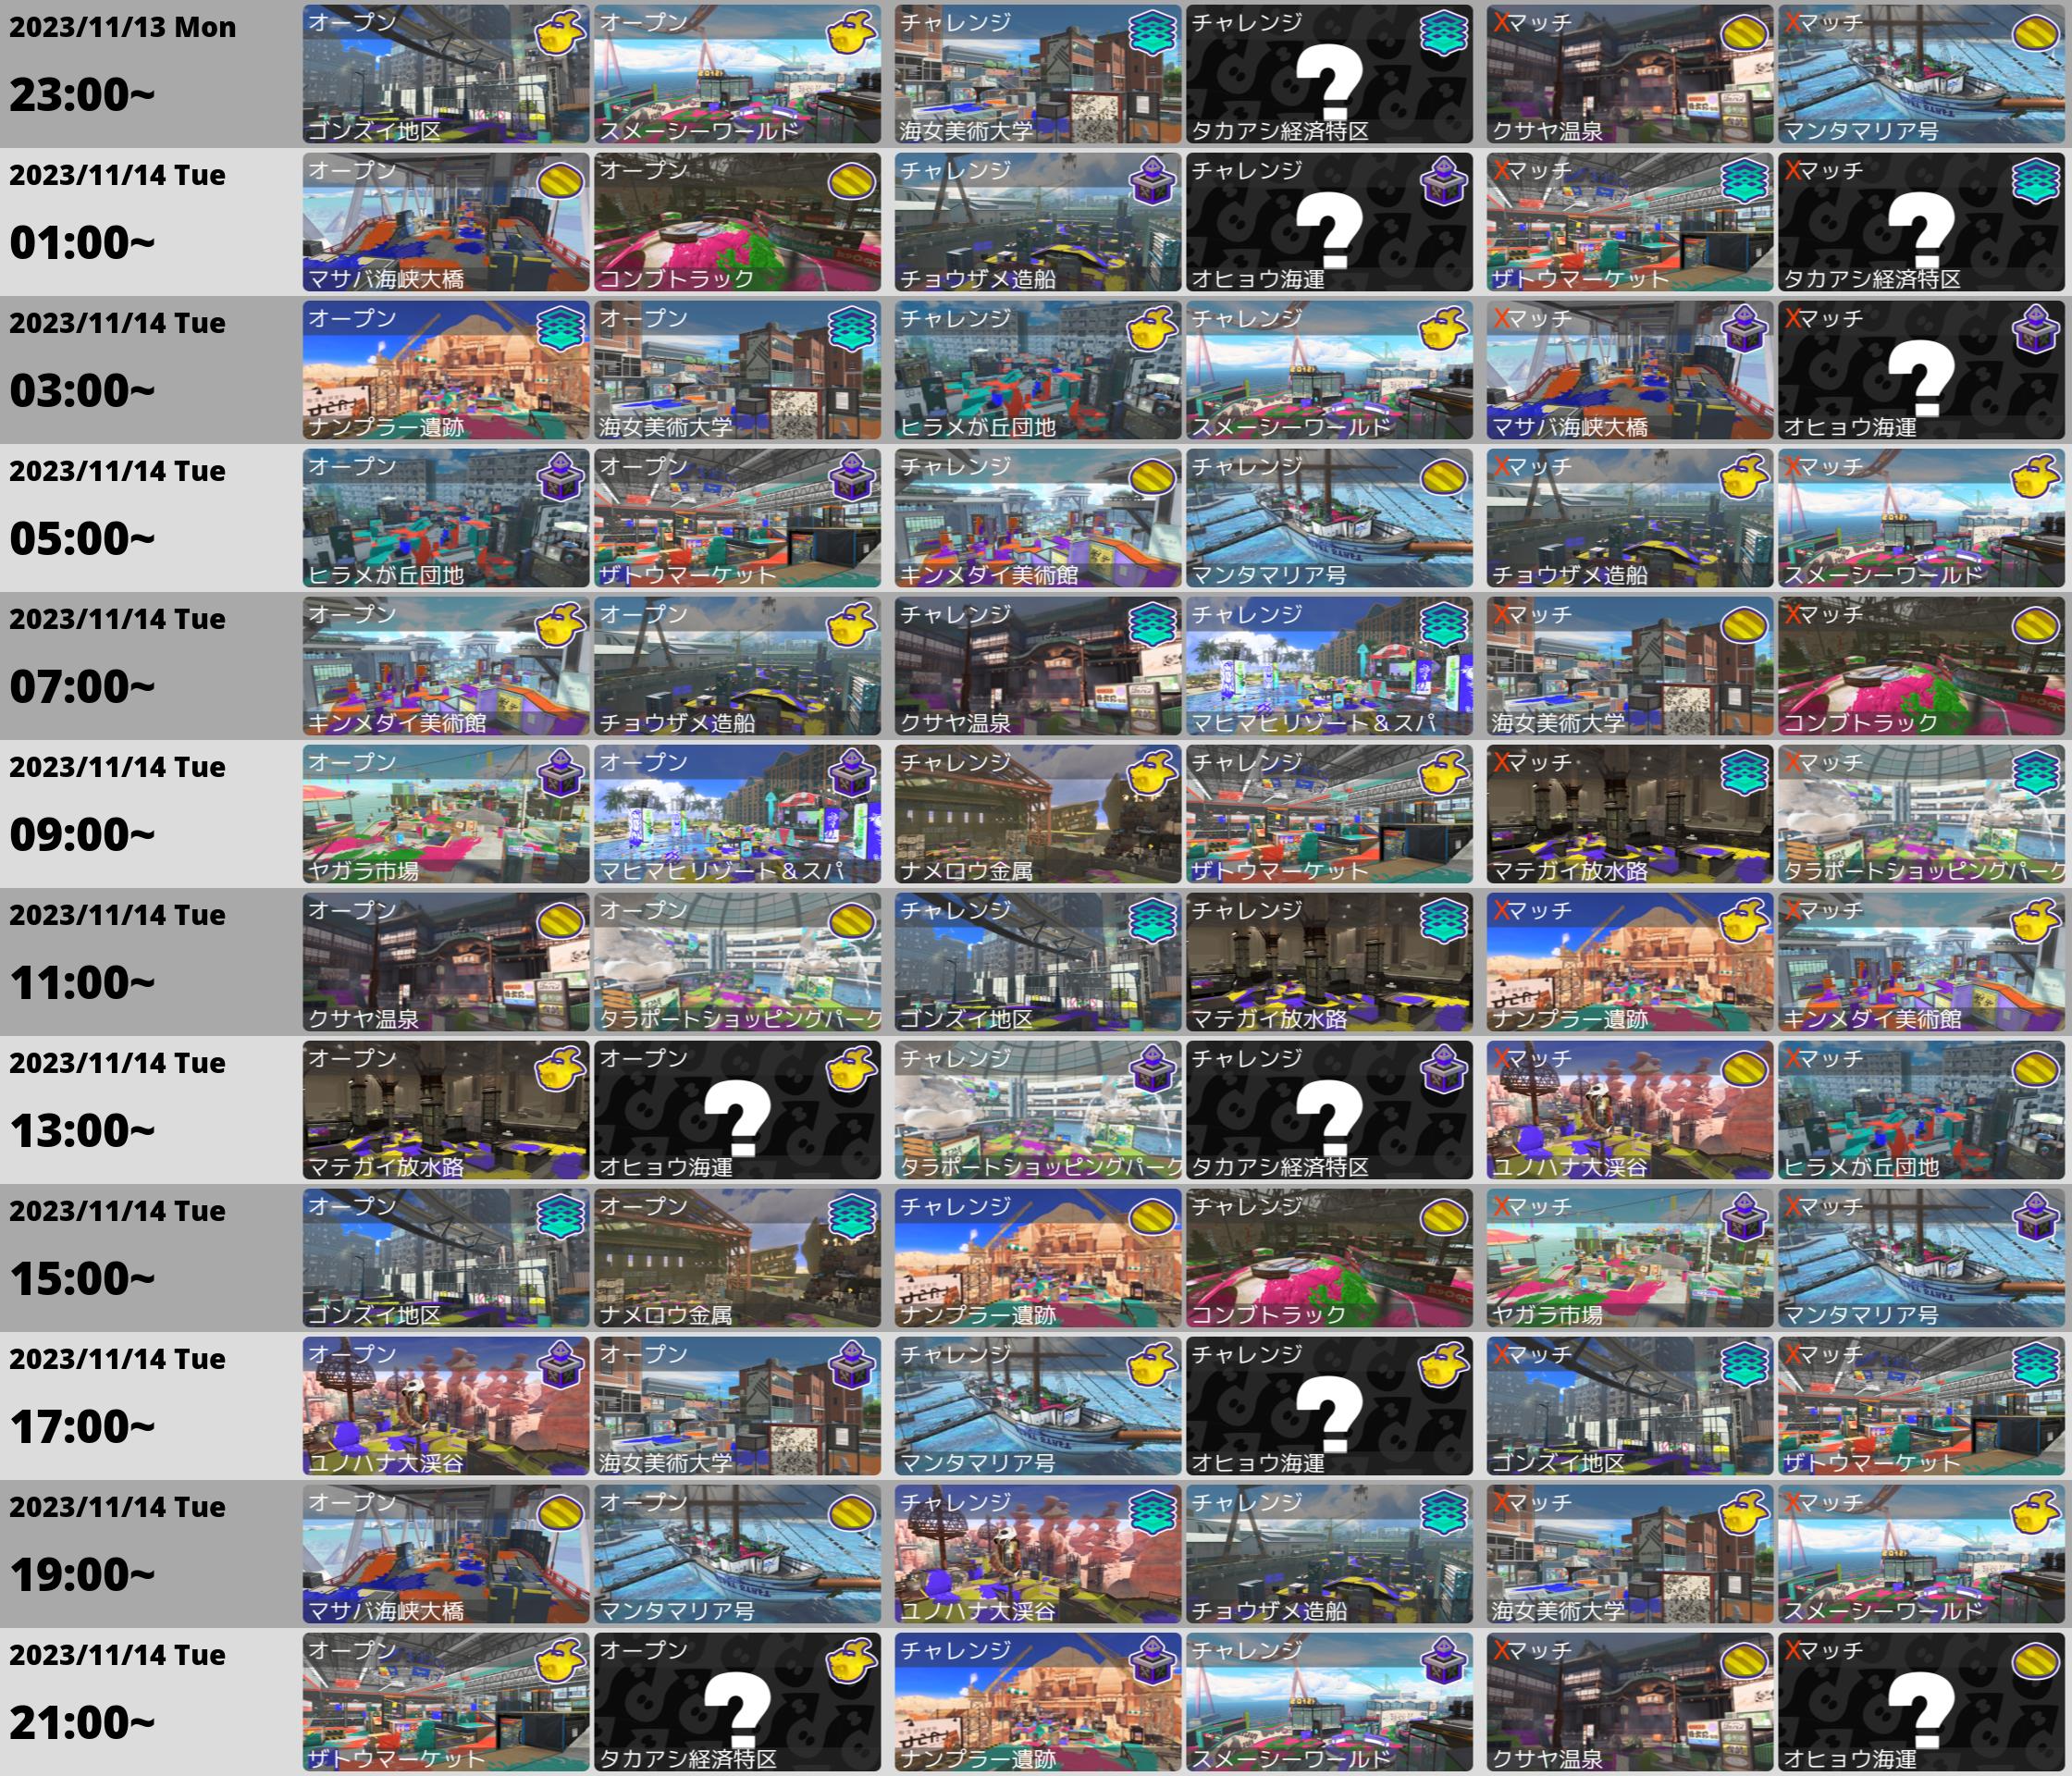 2023/11/13 Mon
23:00~
オープン
ゴンズイ地区
オープン
スメーシーワールド
チャレンジ
海女美術大学
チャレンジ
?
タカアシ経済特区
Xマッチ
クサヤ温泉
Xマッチ
マンタマリア号
2023/11/14 Tue
01:00~
オープン
マサバ海峡大橋
オープン
コンブトラック
チャレンジ
チョウザメ造船
チャレンジ
?
オヒョウ海運
Xマッチ
ザトウマーケット
Xマッチ
?
タカアシ経済特区
2023/11/14 Tue
03:00~
オープン
ナンプラー遺跡
オープン
海女美術大学
チャレンジ
ヒラメが丘団地
チャレンジ
スメーシーワールド
Xマッチ
マサバ海峡大橋
Xマッチ
?
オヒョウ海運
2023/11/14 Tue
05:00~
オープン
ヒラメが丘団地
オープン
ザトウマーケット
チャレンジ
キンメダイ美術館
チャレンジ
マンタマリア号
Xマッチ
チョウザメ造船
Xマッチ
スメーシーワールド
2023/11/14 Tue
07:00~
オープン
キンメダイ美術館
オープン
チョウザメ造船
チャレンジ
クサヤ温泉
チャレンジ
マヒマヒリゾート＆スパ
Xマッチ
海女美術大学
Xマッチ
コンブトラック
2023/11/14 Tue
09:00~
オープン
ヤガラ市場
オープン
マヒマヒリゾート＆スパ
チャレンジ
ナメロウ金属
チャレンジ
ザトウマーケット
Xマッチ
マテガイ放水路
Xマッチ
タラポートショッピングパーク
2023/11/14 Tue
11:00~
オープン
クサヤ温泉
オープン
タラポートショッピングパーク
チャレンジ
ゴンズイ地区
チャレンジ
マテガイ放水路
Xマッチ
ナンプラー遺跡
Xマッチ
キンメダイ美術館
2023/11/14 Tue
13:00~
オープン
マテガイ放水路
オープン
?
オヒョウ海運
チャレンジ
タラポートショッピングパーク
チャレンジ
?
タカアシ経済特区
Xマッチ
ユノハナ大渓谷
Xマッチ
ヒラメが丘団地
2023/11/14 Tue
15:00~
オープン
ゴンズイ地区
オープン
ナメロウ金属
チャレンジ
ナンプラー遺跡
チャレンジ
コンブトラック
Xマッチ
ヤガラ市場
Xマッチ
マンタマリア号
2023/11/14 Tue
17:00~
オープン
ユノハナ大渓谷
オープン
海女美術大学
チャレンジ
マンタマリア号
チャレンジ
?
オヒョウ海運
Xマッチ
ゴンズイ地区
Xマッチ
ザトウマーケット
2023/11/14 Tue
19:00~
オープン
マサバ海峡大橋
オープン
マンタマリア号
チャレンジ
ユノハナ大渓谷
チャレンジ
チョウザメ造船
Xマッチ
海女美術大学
Xマッチ
スメーシーワールド
2023/11/14 Tue
21:00~
オープン
ザトウマーケット
オープン
?
タカアシ経済特区
チャレンジ
ナンプラー遺跡
チャレンジ
スメーシーワールド
Xマッチ
クサヤ温泉
Xマッチ
?
オヒョウ海運